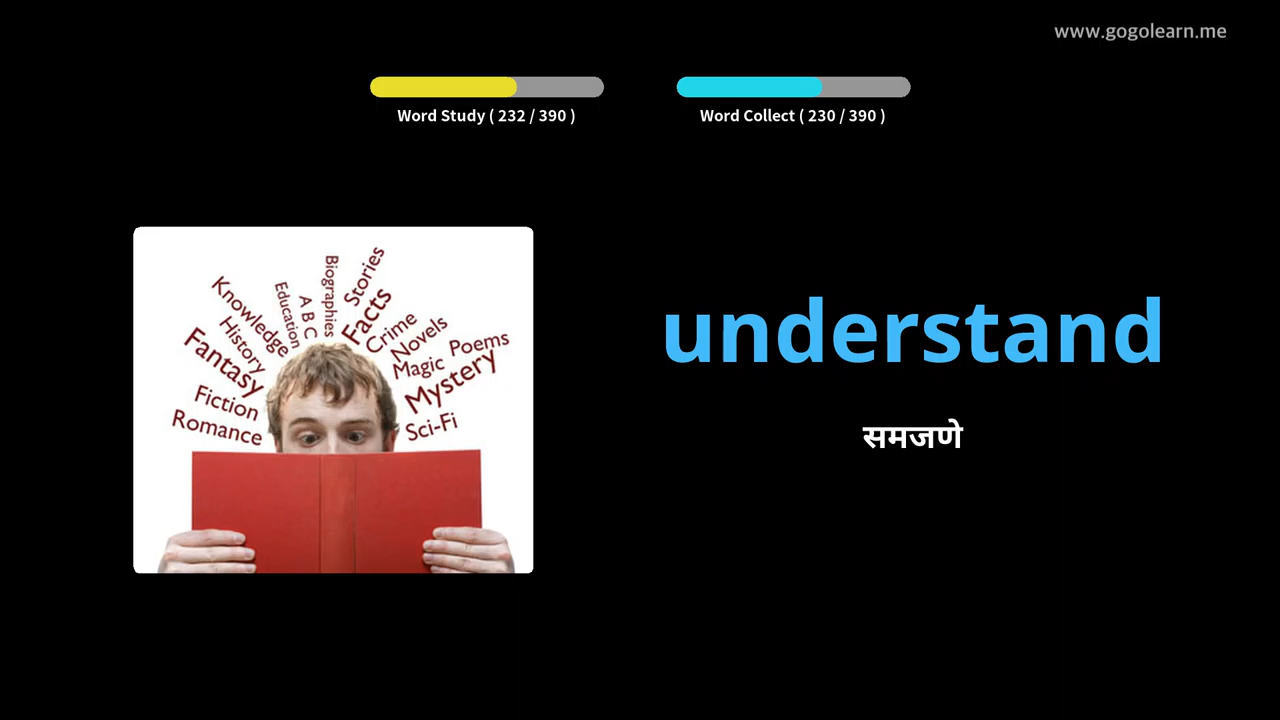 www.gogolearn.me
Word Study ( 232 / 390 )
Word Collect ( 230 / 390 )
Biographies
Stories
Education
A B C
Facts
Knowledge
Crime
History
Novels
Fantasy
Magic
Poems
Mystery
Fiction
Romance
Sci-Fi
understand
समजणे